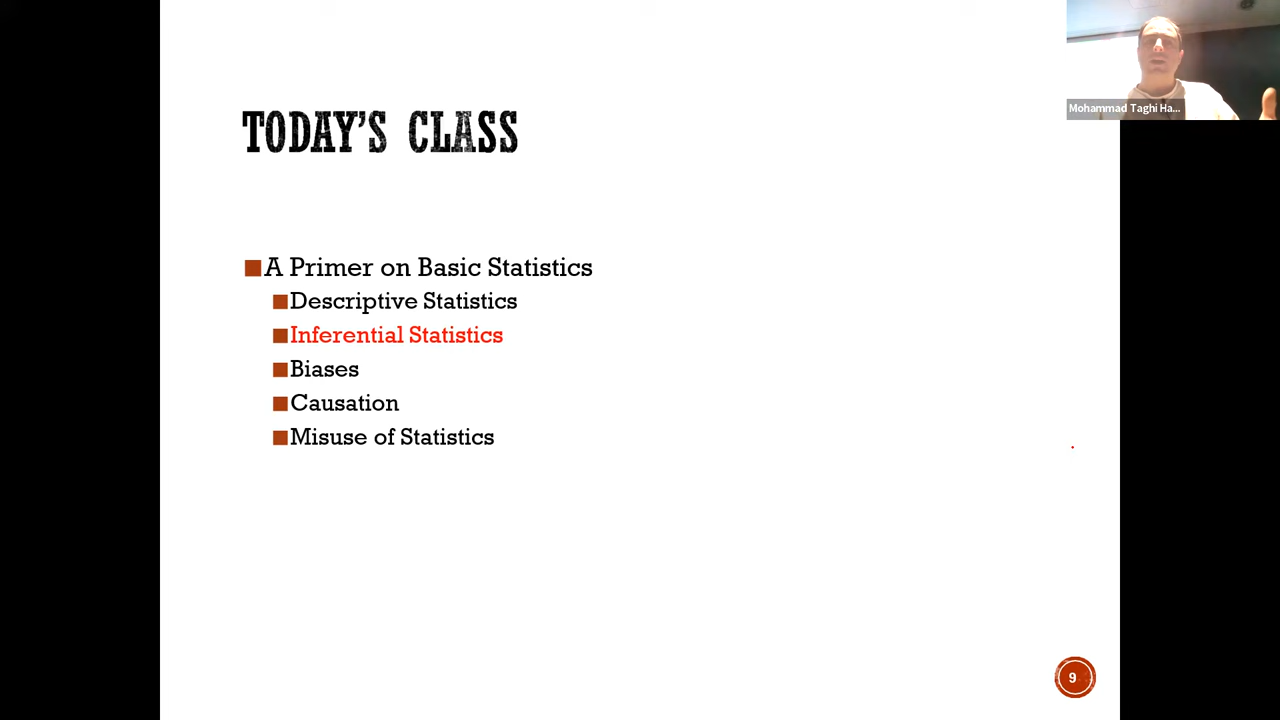 Mohammad Taghi Ha...
TODAY'S CLASS
A Primer on Basic Statistics
Descriptive Statistics
Inferential Statistics
Biases
Causation
Misuse of Statistics
9